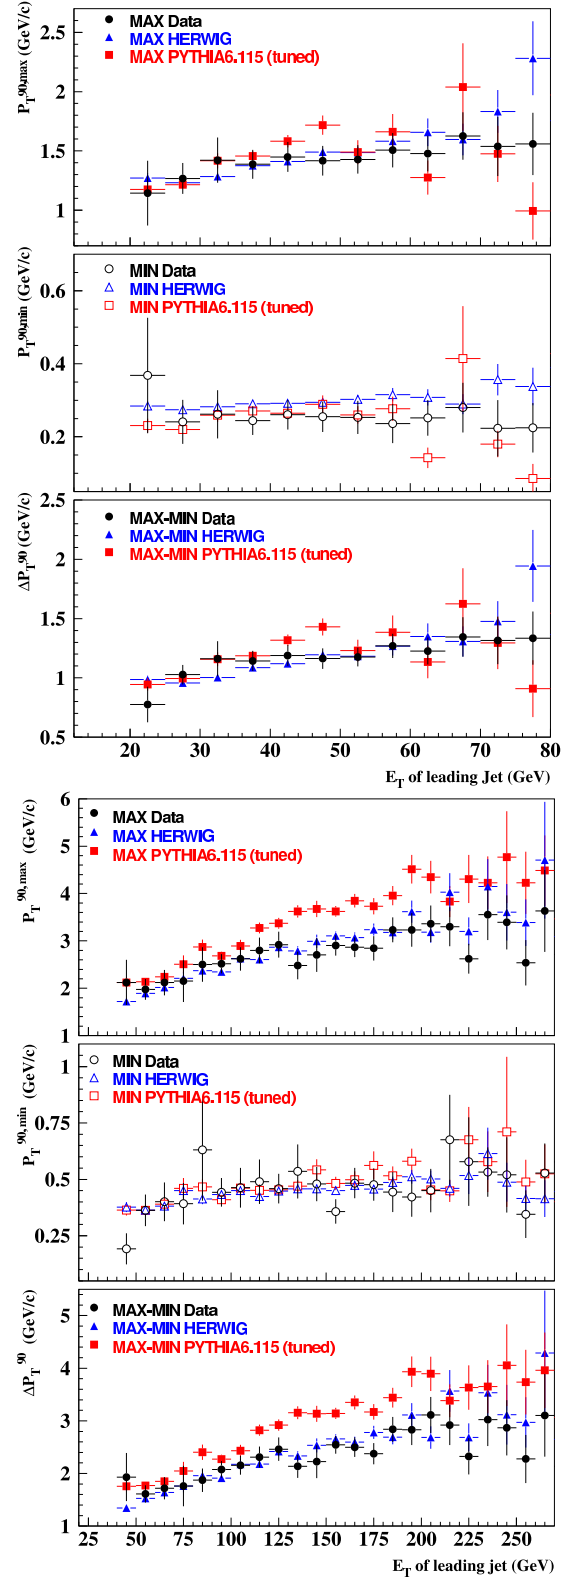 P_T^90,max (GeV/c)
2.5
2
1.5
1
MAX Data
MAX HERWIG
MAX PYTHIA6.115 (tuned)
P_T^90,min (GeV/c)
0.6
0.4
0.2
MIN Data
MIN HERWIG
MIN PYTHIA6.115 (tuned)
ΔP_T^90 (GeV/c)
2.5
2
1.5
1
0.5
MAX-MIN Data
MAX-MIN HERWIG
MAX-MIN PYTHIA6.115 (tuned)
20 30 40 50 60 70 80
E_T of leading Jet (GeV)
P_T^90,max (GeV/c)
6
5
4
3
2
1
MAX Data
MAX HERWIG
MAX PYTHIA6.115 (tuned)
P_T^90,min (GeV/c)
1
0.75
0.5
0.25
MIN Data
MIN HERWIG
MIN PYTHIA6.115 (tuned)
ΔP_T^90 (GeV/c)
5
4
3
2
1
MAX-MIN Data
MAX-MIN HERWIG
MAX-MIN PYTHIA6.115 (tuned)
25 50 75 100 125 150 175 200 225 250
E_T of leading jet (GeV)